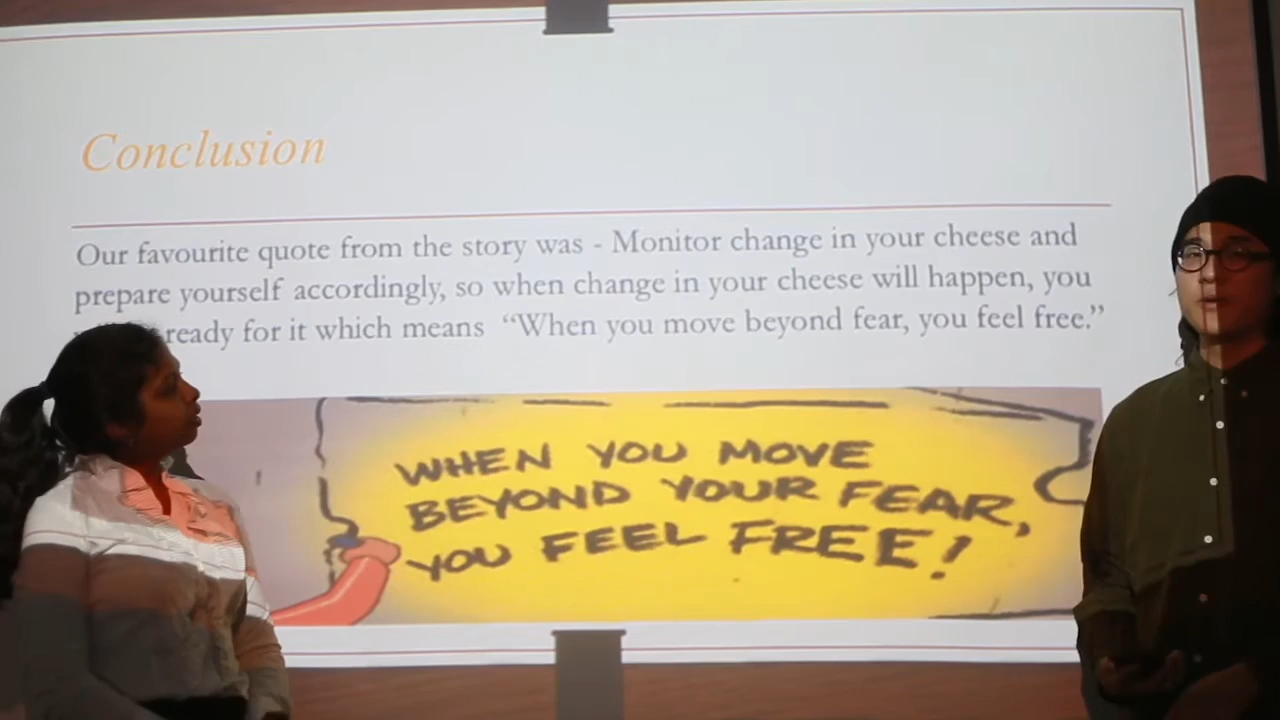 Conclusion
Our favourite quote from the story was - Monitor change in your cheese and
prepare yourself accordingly, so when change in your cheese will happen, you
ready for it which means “When you move beyond fear, you feel free.”
WHEN YOU MOVE
BEYOND YOUR FEAR,
YOU FEEL FREE!